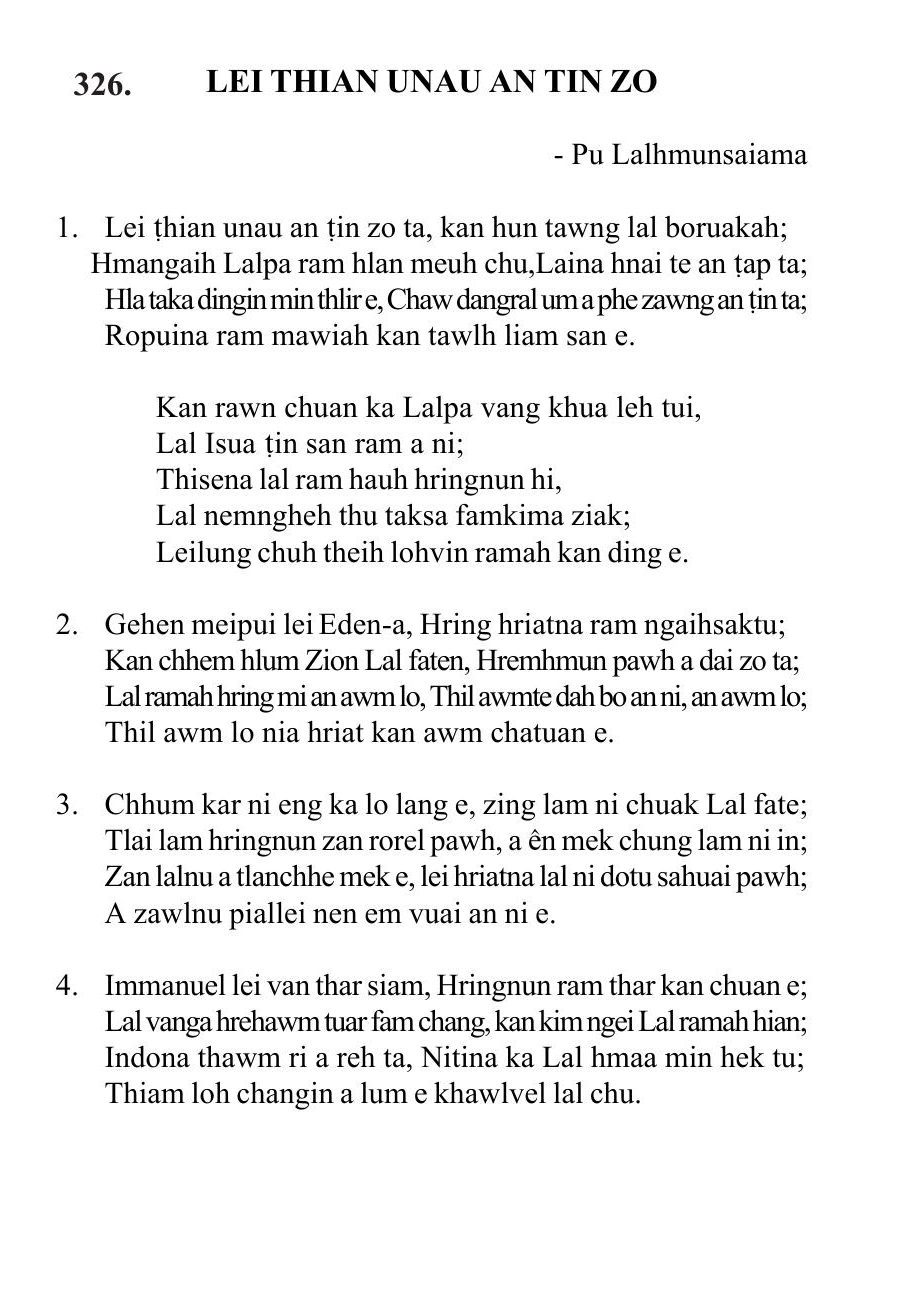 326. LEI THIAN UNAU AN TIN ZO
- Pu Lalhmunsaiama
1. Lei ṭhian unau an ṭin zo ta, kan hun tawng lal boruakah;
Hmangaih Lalpa ram hlan meuh chu,Laina hnai te an ṭap ta;
Hla taka dingin min thlir e, Chaw dangral um a phe zawng an ṭin ta;
Ropuina ram mawiah kan tawlh liam san e.
Kan rawn chuan ka Lalpa vang khua leh tui,
Lal Isua ṭin san ram a ni;
Thisena lal ram hauh hringnun hi,
Lal nemngheh thu taksa famkima ziak;
Leilung chuh theih lohvin ramah kan ding e.
2. Gehen meipui lei Eden-a, Hring hriatna ram ngaihsaktu;
Kan chhem hlum Zion Lal faten, Hremhmun pawh a dai zo ta;
Lal ramah hring mi an awm lo, Thil awmte dah bo an ni, an awm lo;
Thil awm lo nia hriat kan awm chatuan e.
3. Chhum kar ni eng ka lo lang e, zing lam ni chuak Lal fate;
Tlai lam hringnun zan rorel pawh, a ên mek chung lam ni in;
Zan lalnu a tlanchhe mek e, lei hriatna lal ni dotu sahuai pawh;
A zawlnu piallei nen em vuai an ni e.
4. Immanuel lei van thar siam, Hringnun ram thar kan chuan e;
Lal vanga hrehawm tuar fam chang, kan kim ngei Lal ramah hian;
Indona thawm ri a reh ta, Nitina ka Lal hmaa min hek tu;
Thiam loh changin a lum e khawlvel lal chu.